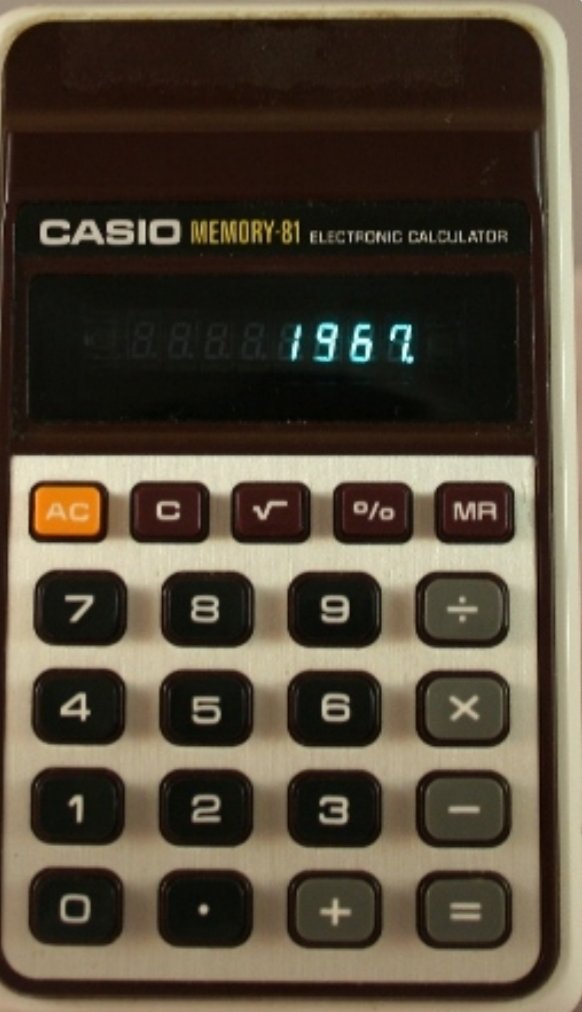 CASIO MEMORY-81 ELECTRONIC CALCULATOR
1967.
AC C √ % MR
7 8 9 ÷
4 5 6 ×
1 2 3 −
0 . + =